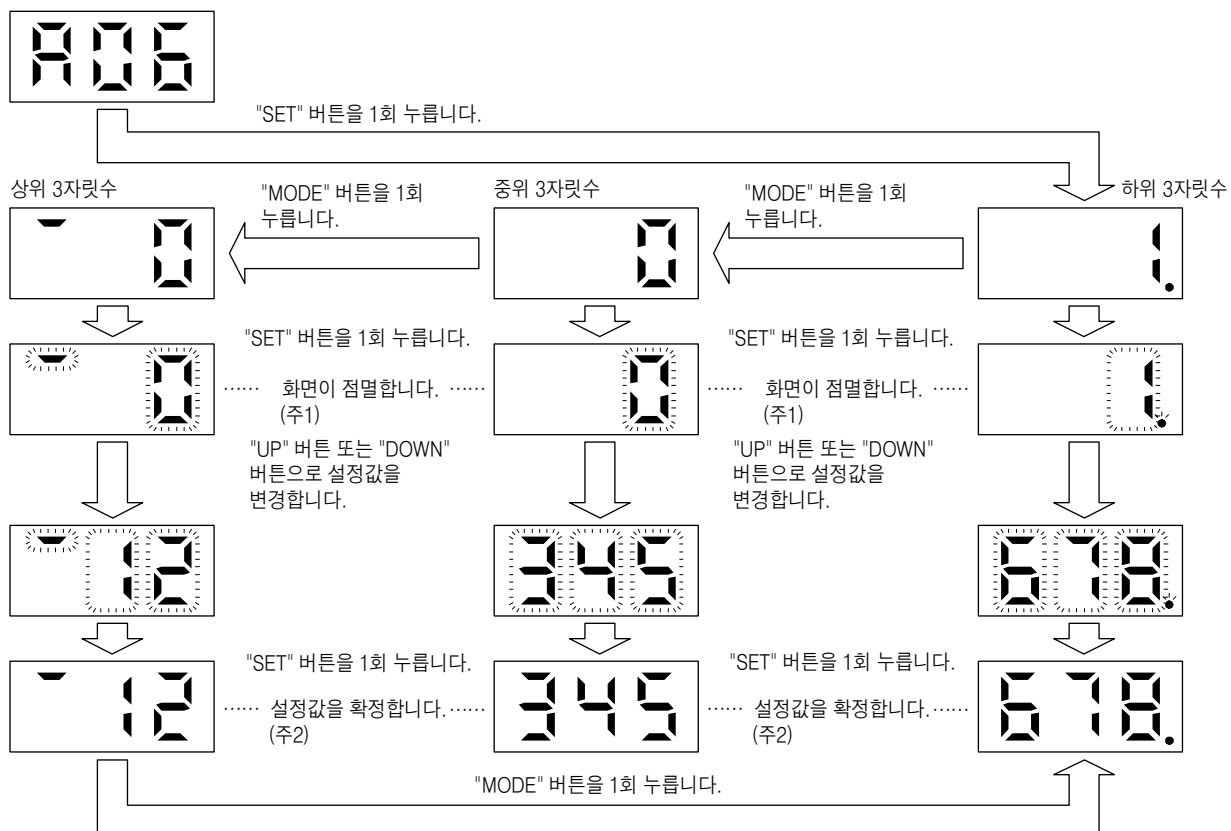 A06
"SET" 버튼을 1회 누릅니다.
상위 3자릿수
"MODE" 버튼을 1회
누릅니다.
중위 3자릿수
"MODE" 버튼을 1회
누릅니다.
하위 3자릿수
- 0
0
1.
"SET" 버튼을 1회 누릅니다.
"SET" 버튼을 1회 누릅니다.
- 0
…… 화면이 점멸합니다. ……
(주1)
0
…… 화면이 점멸합니다. ……
(주1)
1.
"UP" 버튼 또는 "DOWN"
버튼으로 설정값을
변경합니다.
"UP" 버튼 또는 "DOWN"
버튼으로 설정값을
변경합니다.
- 12
345
678.
"SET" 버튼을 1회 누릅니다.
"SET" 버튼을 1회 누릅니다.
- 12
…… 설정값을 확정합니다. ……
(주2)
345
…… 설정값을 확정합니다. ……
(주2)
678.
"MODE" 버튼을 1회 누릅니다.